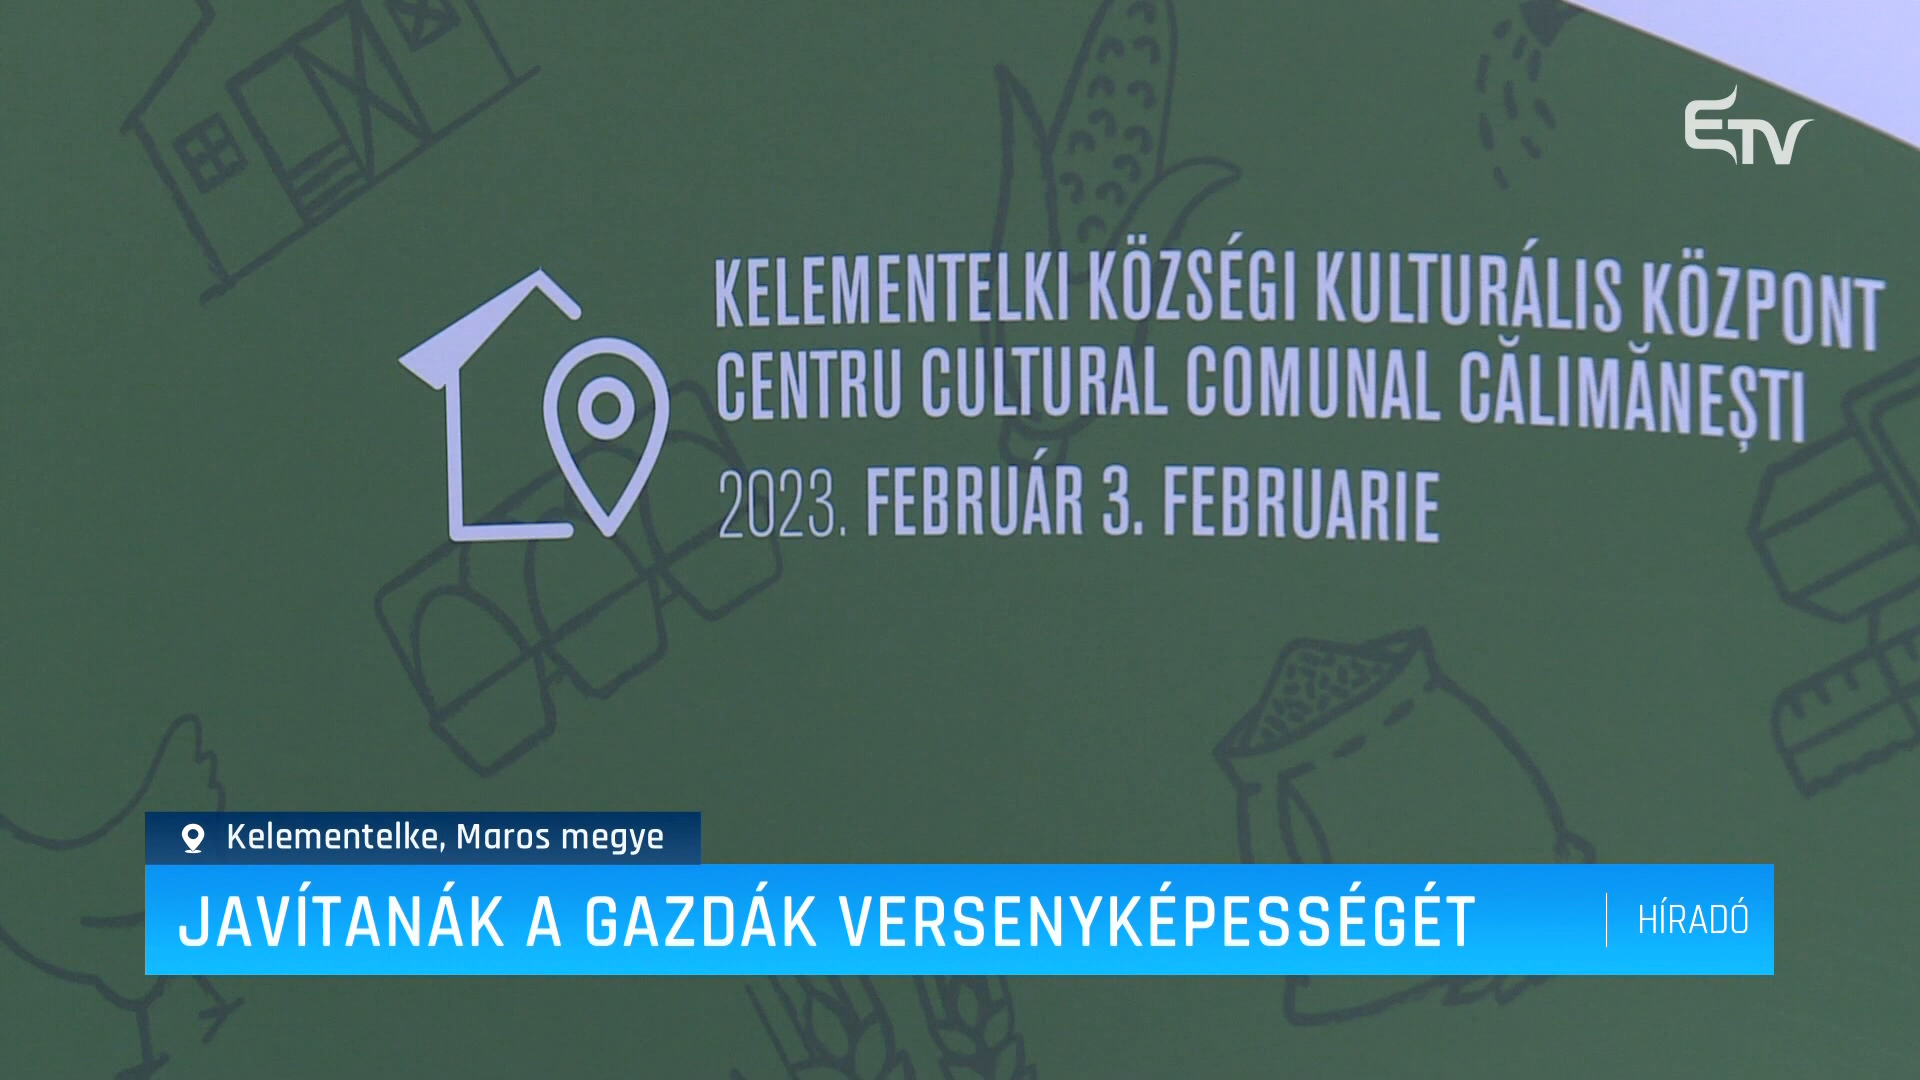 ETV
KELEMENTELKI KÖZSÉGI KULTURÁLIS KÖZPONT
CENTRU CULTURAL COMUNAL CĂLIMĂNEȘTI
2023. FEBRUÁR 3. FEBRUARIE
Kelementelke, Maros megye
JAVÍTANÁK A GAZDÁK VERSENYKÉPESSÉGÉT
HÍRADÓ